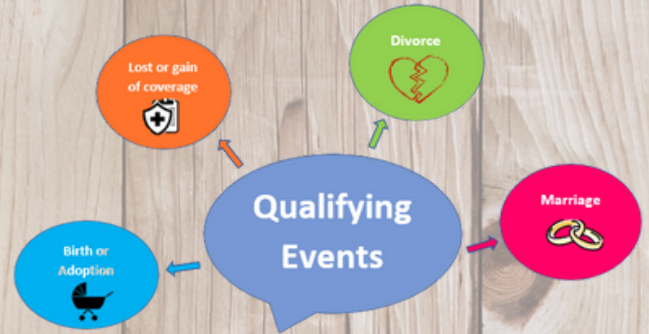 Divorce
Lost or gain
of coverage
Qualifying
Events
Marriage
Birth or
Adoption